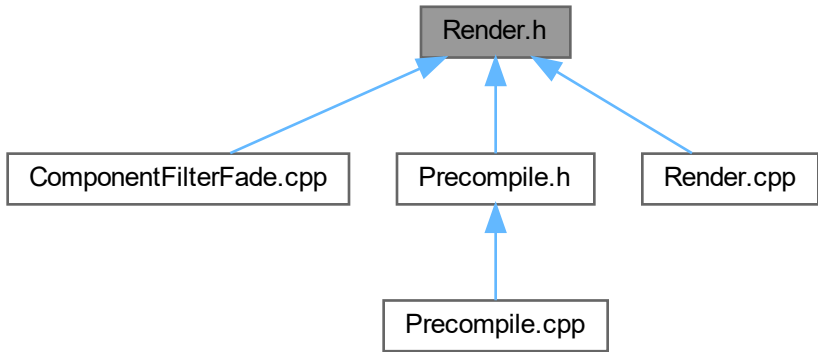 Render.h
ComponentFilterFade.cpp
Precompile.h
Render.cpp
Precompile.cpp